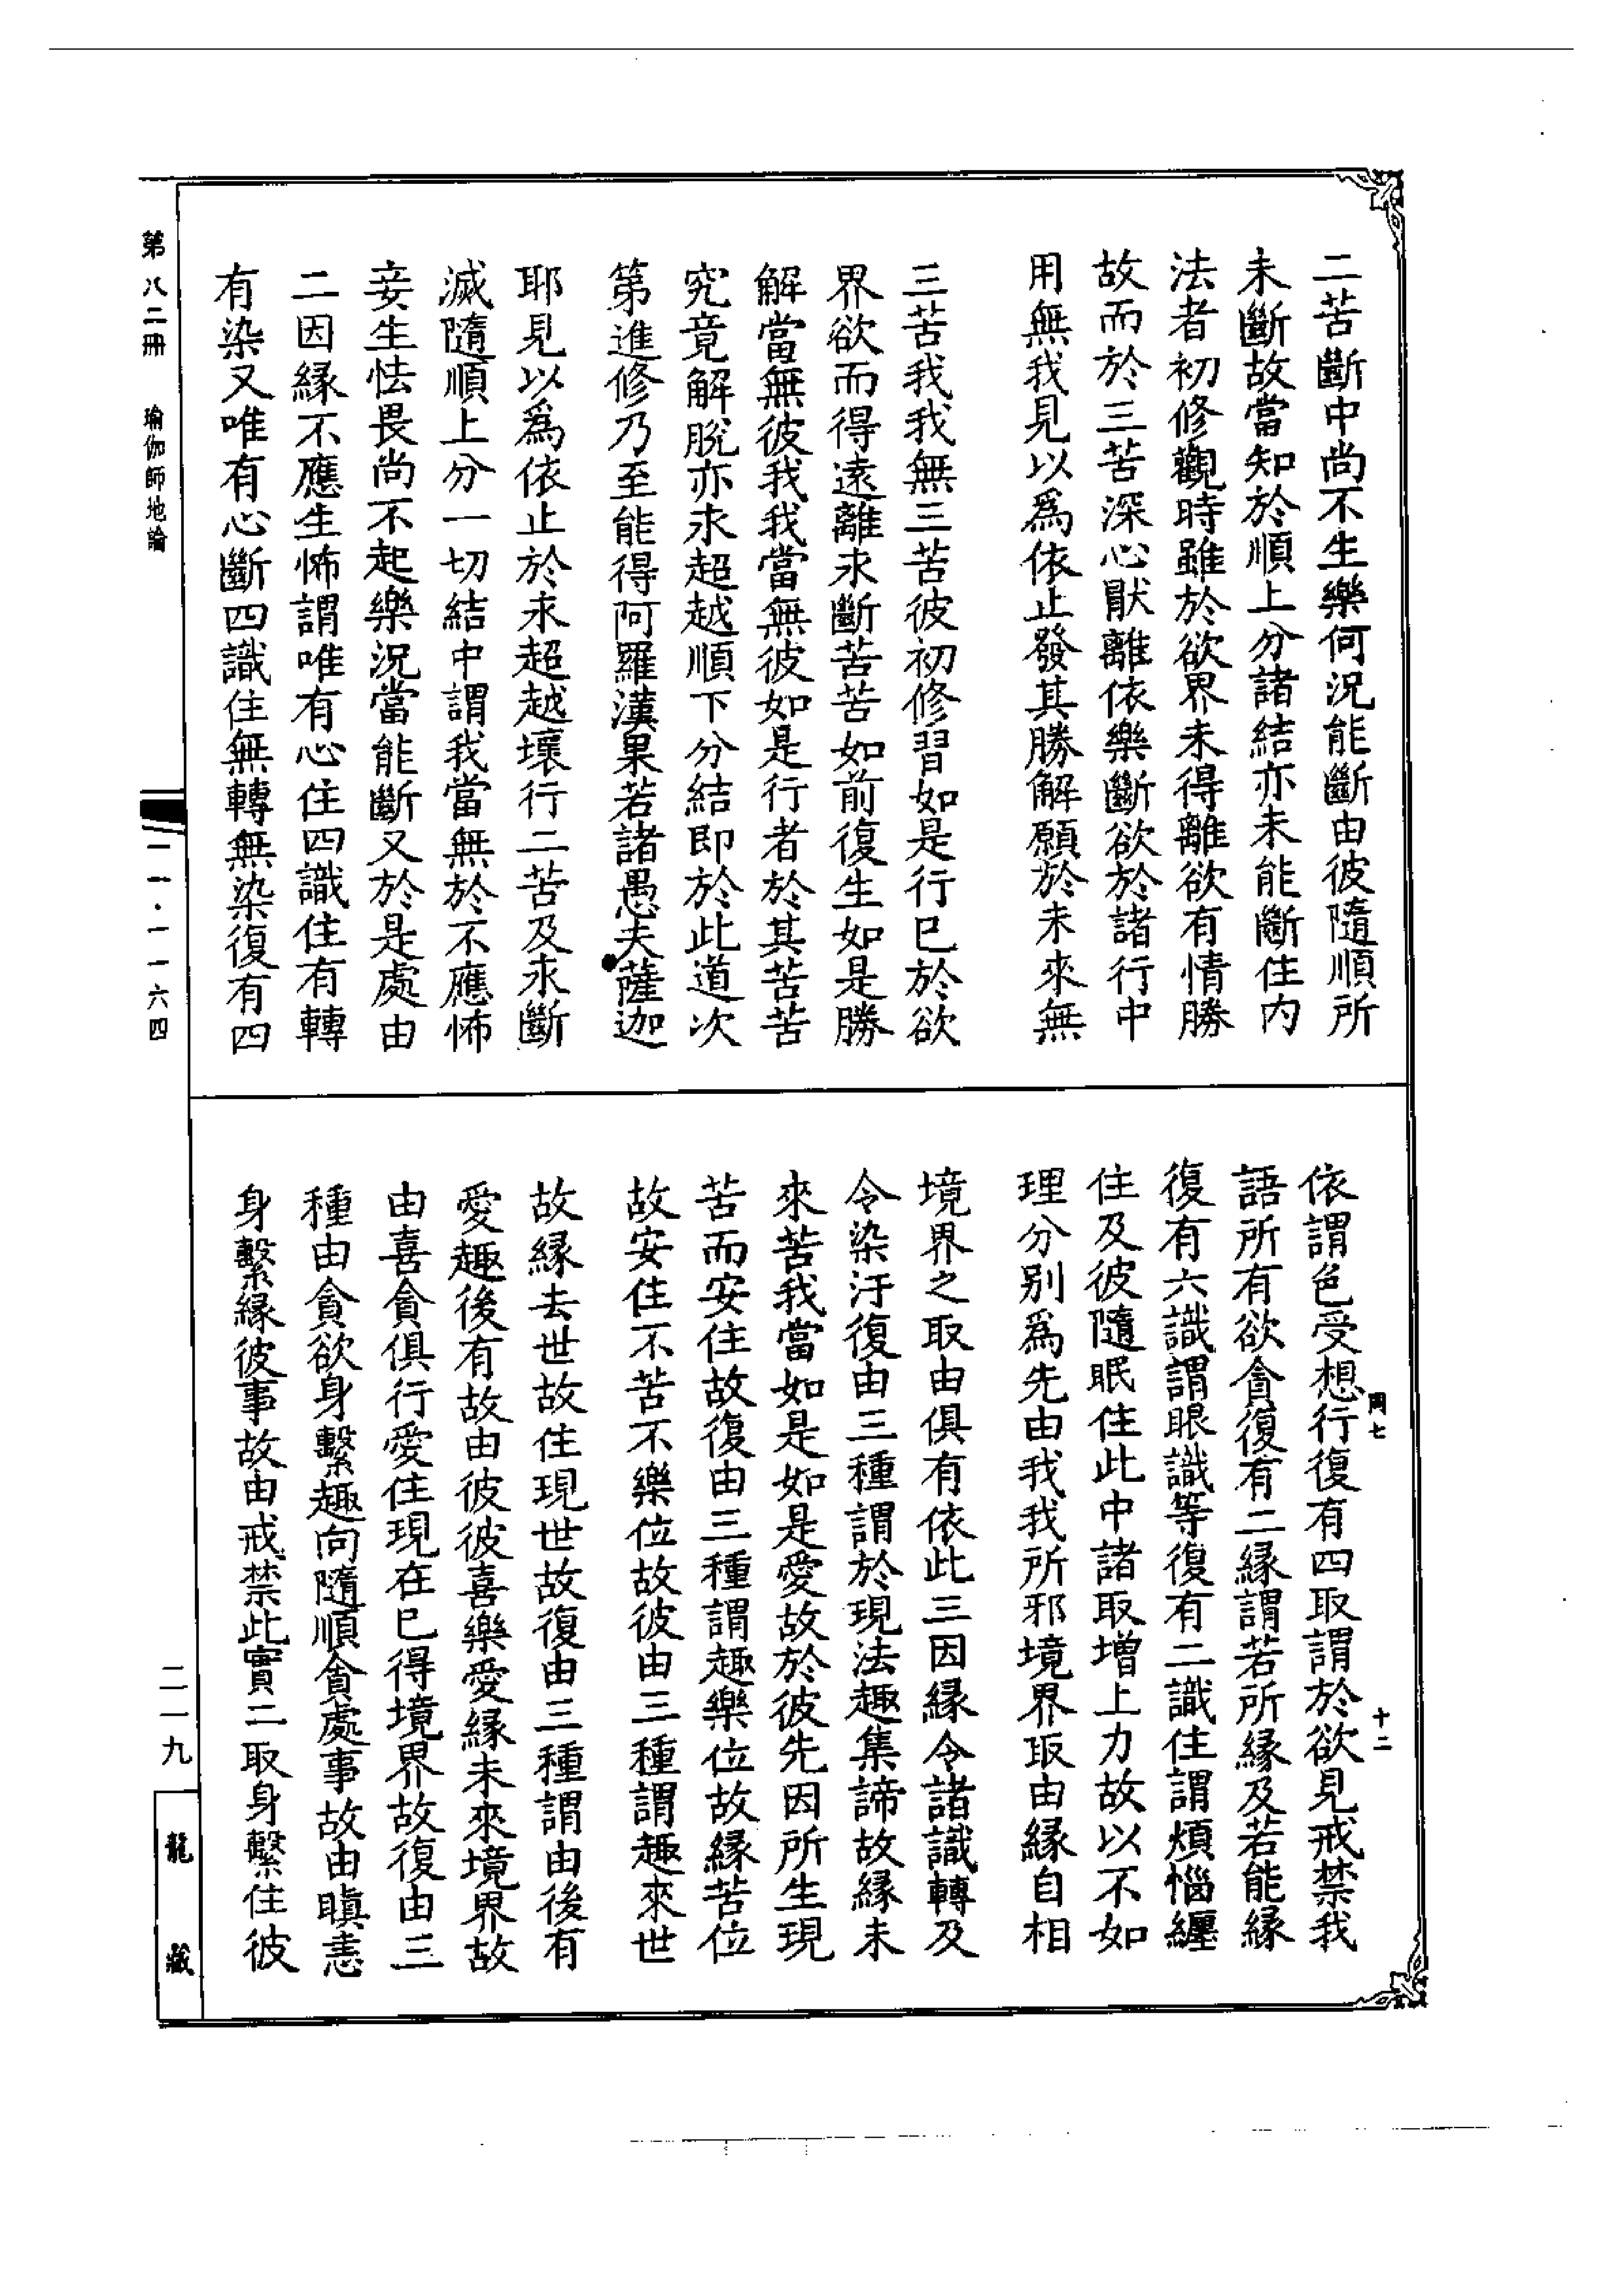 二苦斷中尚不生樂何況能斷由彼隨順所
未斷故當知於順上分諸結亦未能斷住內
法者初修觀時雖於欲界未得離欲有情勝
故而於三苦深心猒離依樂斷欲於諸行中
用無我見以爲依止發其勝解願於未來無
三苦我我無三苦彼初修習如是行已於欲
界欲而得遠離永斷苦苦如前復生如是勝
解當無彼我我當無彼如是行者於其苦苦
究竟解脫亦永超越順下分結即於此道次
第進修乃至能得阿羅漢果若諸愚夫薩迦
耶見以爲依止於永超越壞行二苦及永斷
滅隨順上分一切結中謂我當無於不應怖
妄生怯畏尚不起樂況當能斷又於是處由
二因緣不應生怖謂唯有心住四識住有轉
有染又唯有心斷四識住無轉無染復有四
依謂色受想行復有四取謂於欲見戒禁我
語所有欲貪復有二緣謂若所緣及若能緣
復有六識謂眼識等復有二識住謂煩惱纏
住及彼隨眠住此中諸取增上力故以不如
理分別爲先由我我所邪境界取由緣自相
境界之取由俱有依此三因緣令諸識轉及
令染汙復由三種謂於現法趣集諦故緣未
來苦我當如是如是愛故於彼先因所生現
苦而安住故復由三種謂趣樂位故緣苦位
故安住不苦不樂位故彼由三種謂趣來世
故緣去世故住現世故復由三種謂由後有
愛趣後有故由彼彼喜樂愛緣未來境界故
由喜貪俱行愛住現在已得境界故復由三
種由貪欲身繫趣向隨順貪處事故由瞋恚
身繫緣彼事故由戒禁此實二取身繫住彼
第八二冊 瑜伽師地論
一一·一一六四
二一九
龍藏
同七
十二